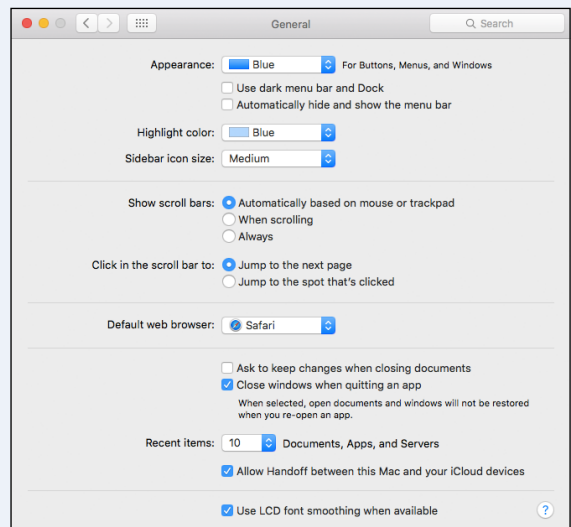 General
Search
Appearance: Blue For Buttons, Menus, and Windows
Use dark menu bar and Dock
Automatically hide and show the menu bar
Highlight color: Blue
Sidebar icon size: Medium
Show scroll bars: Automatically based on mouse or trackpad
When scrolling
Always
Click in the scroll bar to: Jump to the next page
Jump to the spot that's clicked
Default web browser: Safari
Ask to keep changes when closing documents
Close windows when quitting an app
When selected, open documents and windows will not be restored
when you re-open an app.
Recent items: 10 Documents, Apps, and Servers
Allow Handoff between this Mac and your iCloud devices
Use LCD font smoothing when available ?